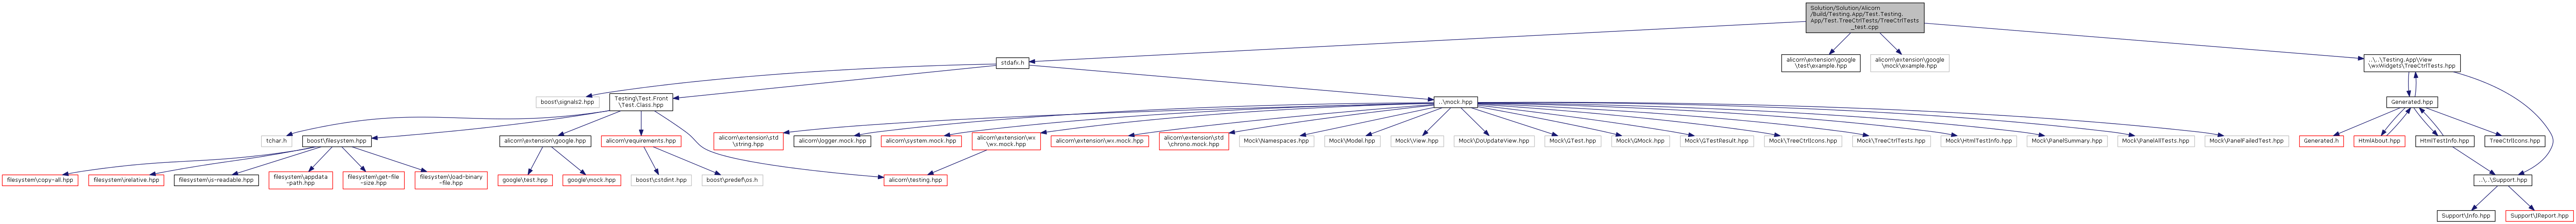 Solution/Solution/Alicorn
/Build/Testing.App/Test.Testing.
App/Test.TreeCtrlTests/TreeCtrlTests
_test.cpp
stdafx.h
alicorn\extension\google
\test\example.hpp
alicorn\extension\google
\mock\example.hpp
..\..\Testing.App\View
\wxWidgets\TreeCtrlTests.hpp
boost\signals2.hpp
Testing\Test.Front
\Test.Class.hpp
..\mock.hpp
Generated.hpp
tchar.h
boost\filesystem.hpp
alicorn\extension\google.hpp
alicorn\requirements.hpp
alicorn\extension\std
\string.hpp
alicorn\logger.mock.hpp
alicorn\system.mock.hpp
alicorn\extension\wx
\wx.mock.hpp
alicorn\extension\wx.mock.hpp
alicorn\extension\std
\chrono.mock.hpp
Mock\Namespaces.hpp
Mock\Model.hpp
Mock\View.hpp
Mock\DoUpdateView.hpp
Mock\GTest.hpp
Mock\GMock.hpp
Mock\GTestResult.hpp
Mock\TreeCtrlIcons.hpp
Mock\TreeCtrlTests.hpp
Mock\HtmlTestInfo.hpp
Mock\PanelSummary.hpp
Mock\PanelAllTests.hpp
Mock\PanelFailedTest.hpp
Generated.h
HtmlAbout.hpp
HtmlTestInfo.hpp
TreeCtrlIcons.hpp
filesystem\copy-all.hpp
filesystem\relative.hpp
filesystem\is-readable.hpp
filesystem\appdata
-path.hpp
filesystem\get-file
-size.hpp
filesystem\load-binary
-file.hpp
google\test.hpp
google\mock.hpp
boost\cstdint.hpp
boost\predef\os.h
alicorn\testing.hpp
..\..\Support.hpp
Support\Info.hpp
Support\IReport.hpp